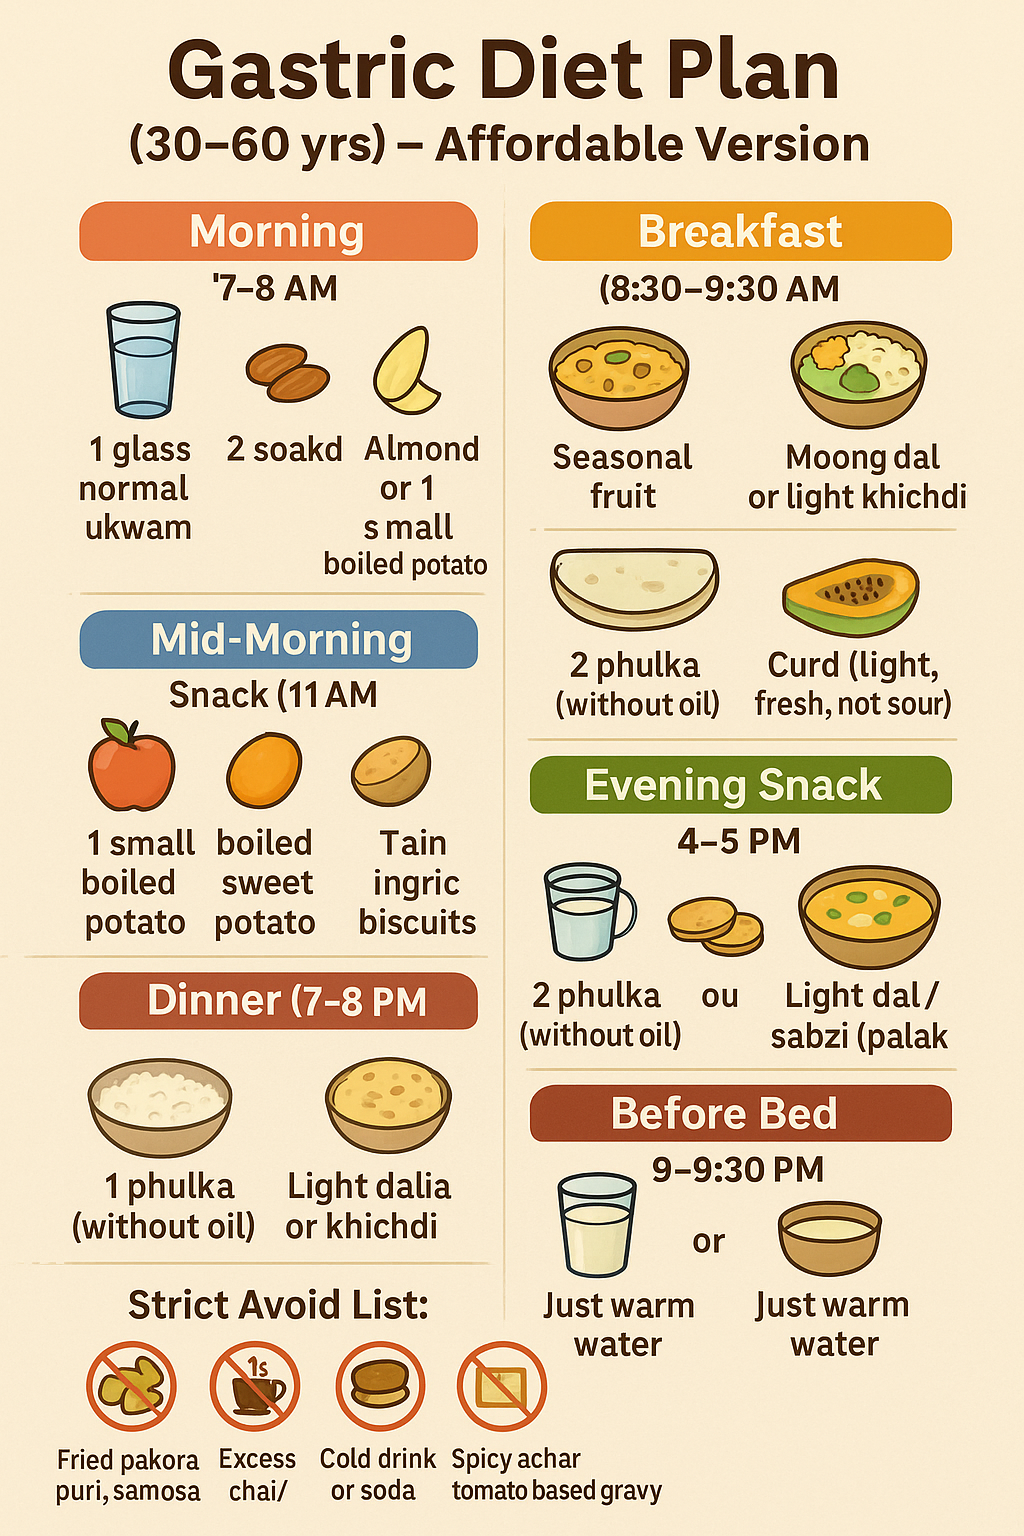 Gastric Diet Plan
(30–60 yrs) – Affordable Version
Morning
'7–8 AM
1 glass
normal
ukwam
2 soakd
Almond
or 1
s mall
boiled potato
Mid-Morning
Snack (11 AM
1 small
boiled
potato
boiled
sweet
potato
Tain
ingric
biscuits
Dinner (7–8 PM
1 phulka
(without oil)
Light dalia
or khichdi
Breakfast
(8:30–9:30 AM
Seasonal
fruit
Moong dal
or light khichdi
2 phulka
(without oil)
Curd (light,
fresh, not sour)
Evening Snack
4–5 PM
2 phulka
(without oil)
ou
Light dal /
sabzi (palak
Before Bed
9–9:30 PM
or
Just warm
water
Just warm
water
Strict Avoid List:
1s
Fried pakora
puri, samosa
Excess
chai/
Cold drink
or soda
Spicy achar
tomato based gravy